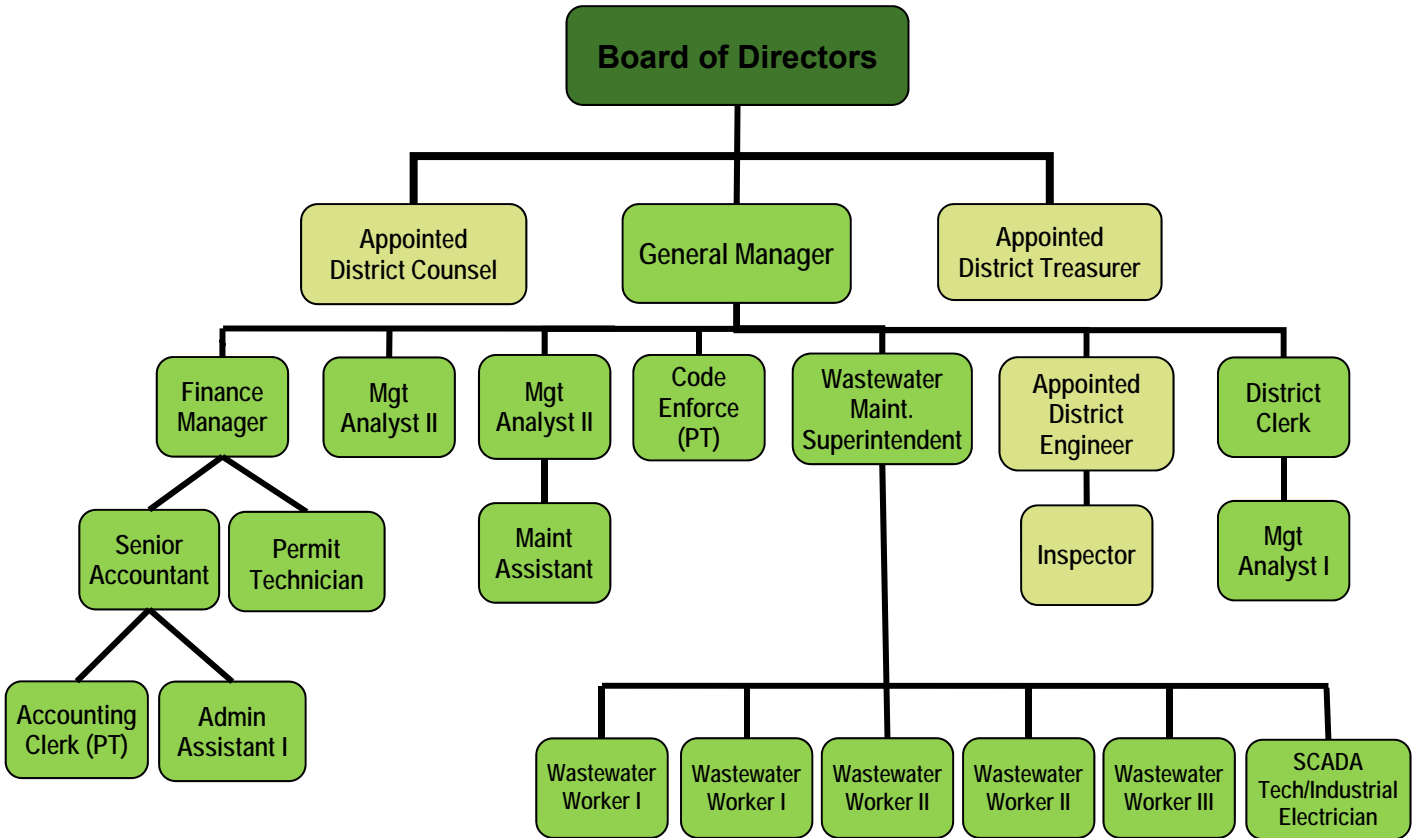 Board of Directors
Appointed
District Counsel
General Manager
Appointed
District Treasurer
Finance
Manager
Mgt
Analyst II
Mgt
Analyst II
Code
Enforce
(PT)
Wastewater
Maint.
Superintendent
Appointed
District
Engineer
District
Clerk
Senior
Accountant
Permit
Technician
Maint
Assistant
Inspector
Mgt
Analyst I
Accounting
Clerk (PT)
Admin
Assistant I
Wastewater
Worker I
Wastewater
Worker I
Wastewater
Worker II
Wastewater
Worker II
Wastewater
Worker III
SCADA
Tech/Industrial
Electrician